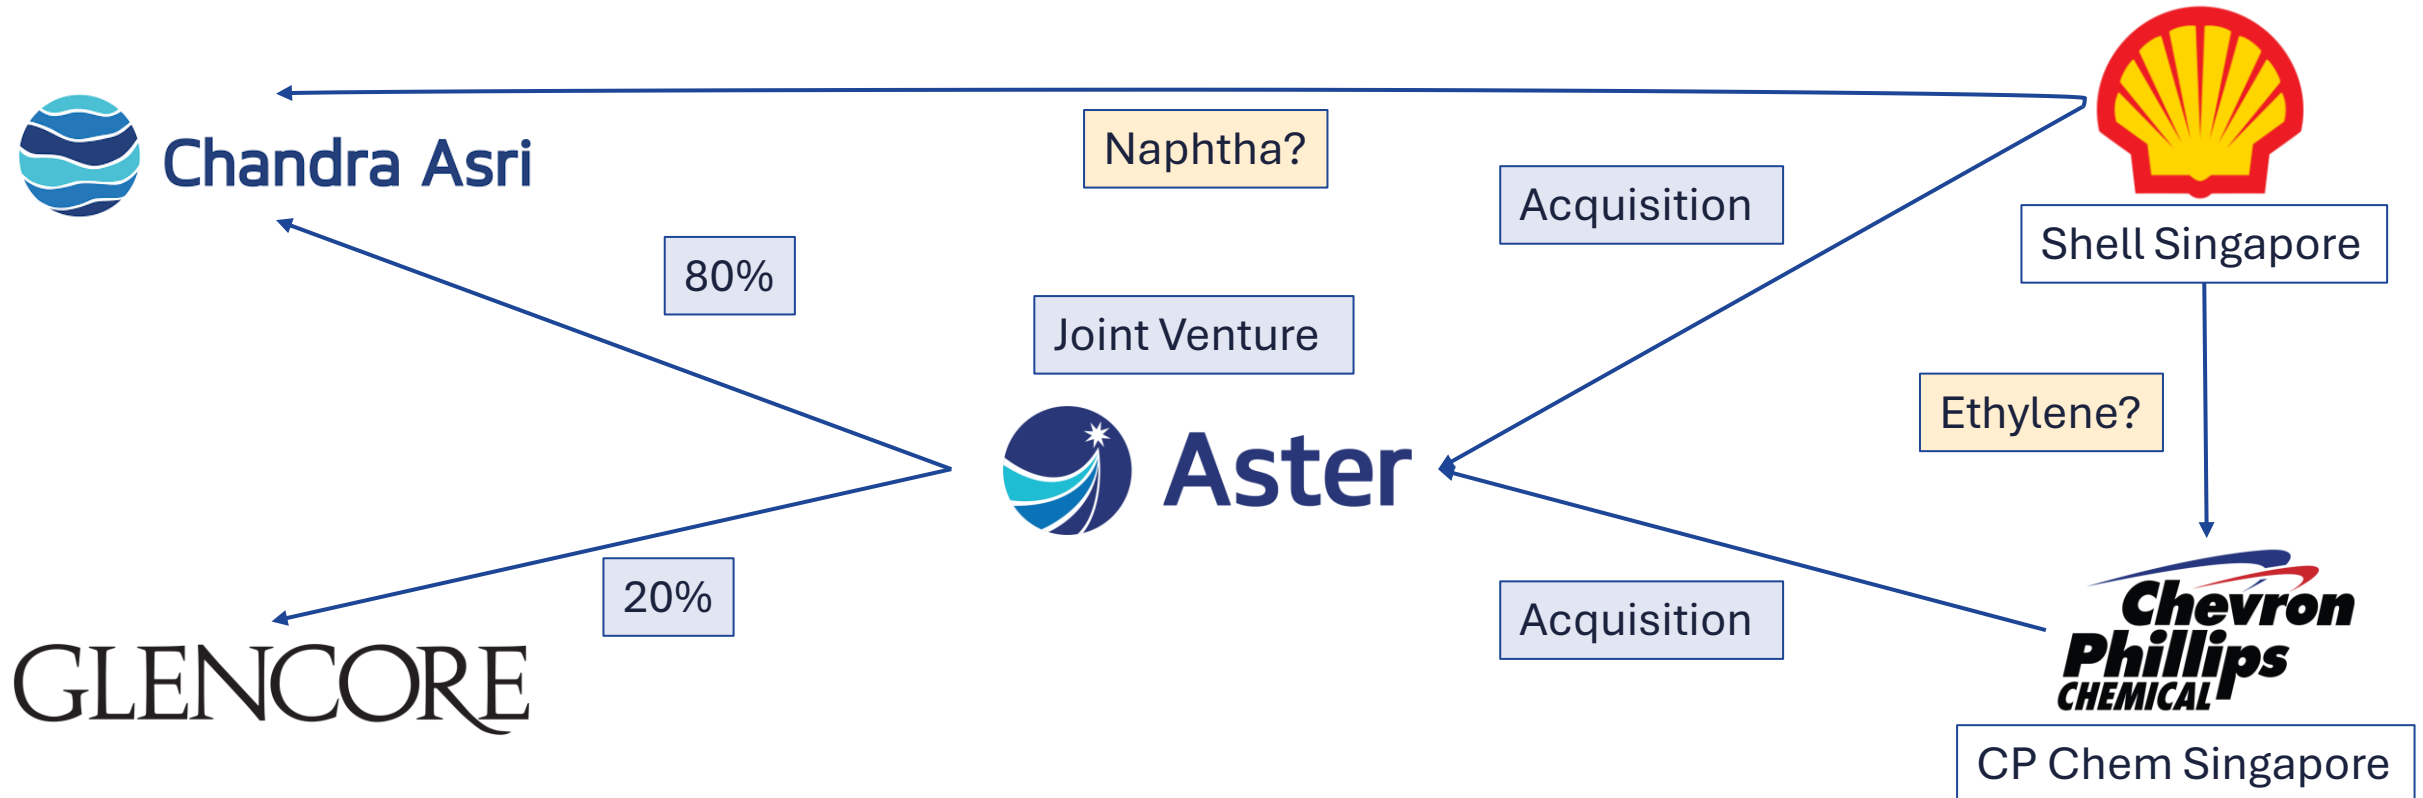 Chandra Asri
Naphtha?
Acquisition
Shell Singapore
80%
Joint Venture
Ethylene?
Aster
20%
Acquisition
Chevron
Phillips
CHEMICAL
GLENCORE
CP Chem Singapore